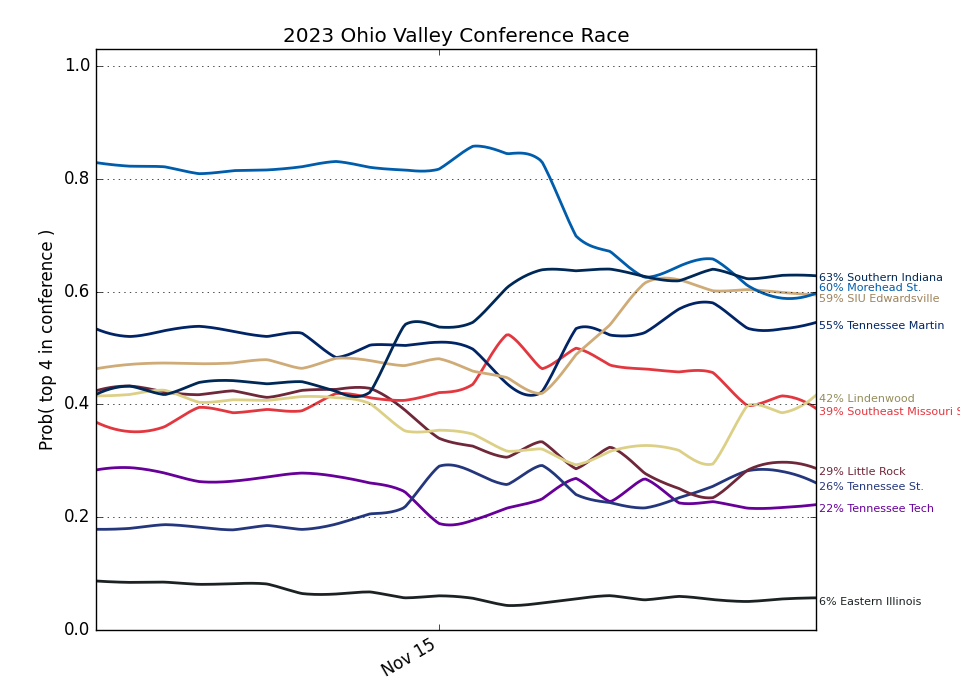 2023 Ohio Valley Conference Race
1.0
0.8
0.6
0.4
0.2
0.0
Prob( top 4 in conference )
Nov 15
63% Southern Indiana
60% Morehead St.
59% SIU Edwardsville
55% Tennessee Martin
42% Lindenwood
39% Southeast Missouri S
29% Little Rock
26% Tennessee St.
22% Tennessee Tech
6% Eastern Illinois